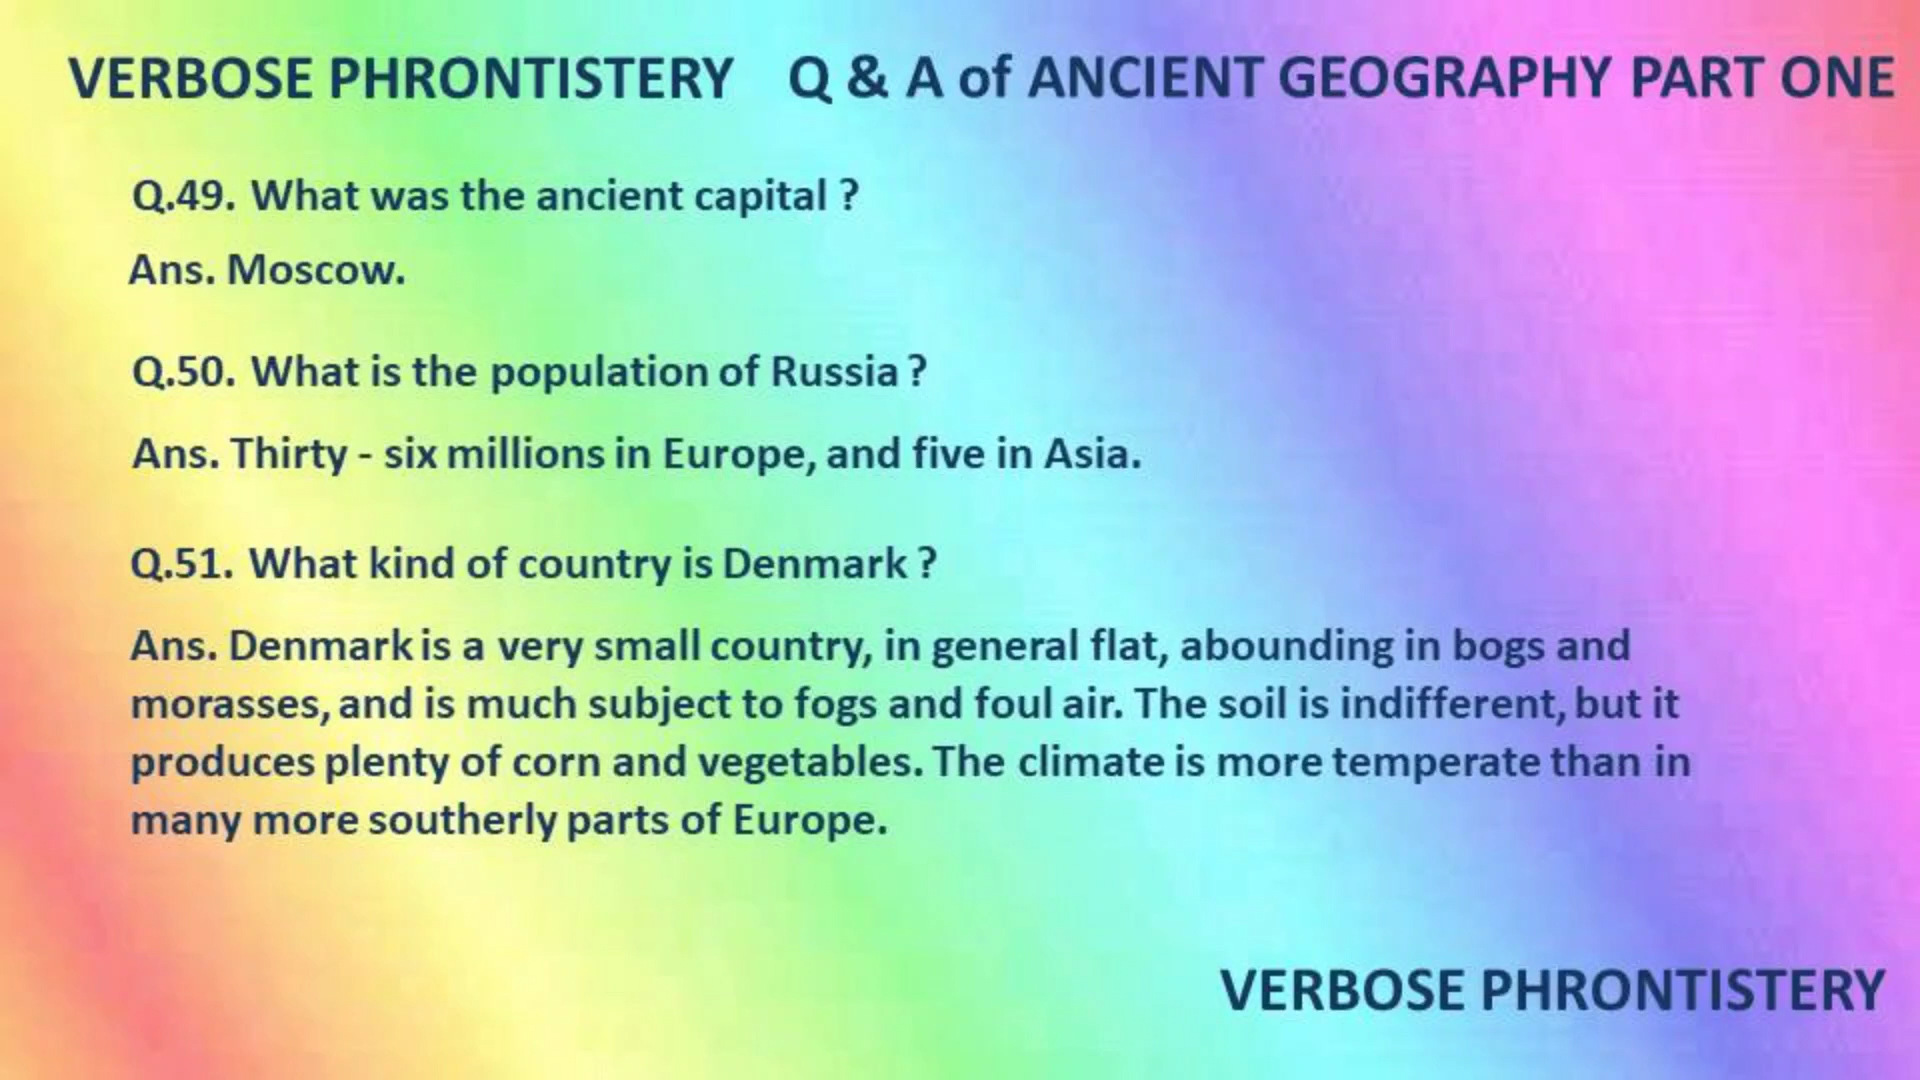 VERBOSE PHRONTISTERY Q & A of ANCIENT GEOGRAPHY PART ONE
Q.49. What was the ancient capital ?
Ans. Moscow.
Q.50. What is the population of Russia ?
Ans. Thirty - six millions in Europe, and five in Asia.
Q.51. What kind of country is Denmark ?
Ans. Denmark is a very small country, in general flat, abounding in bogs and
morasses, and is much subject to fogs and foul air. The soil is indifferent, but it
produces plenty of corn and vegetables. The climate is more temperate than in
many more southerly parts of Europe.
VERBOSE PHRONTISTERY